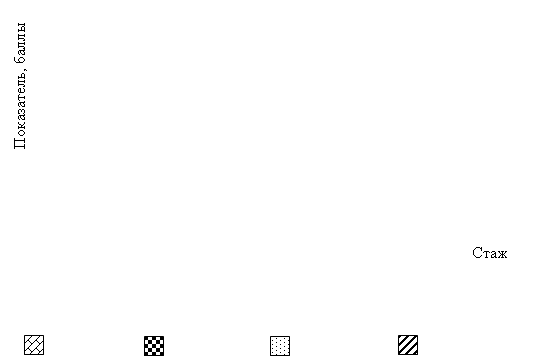 Показатель, баллы
Стаж